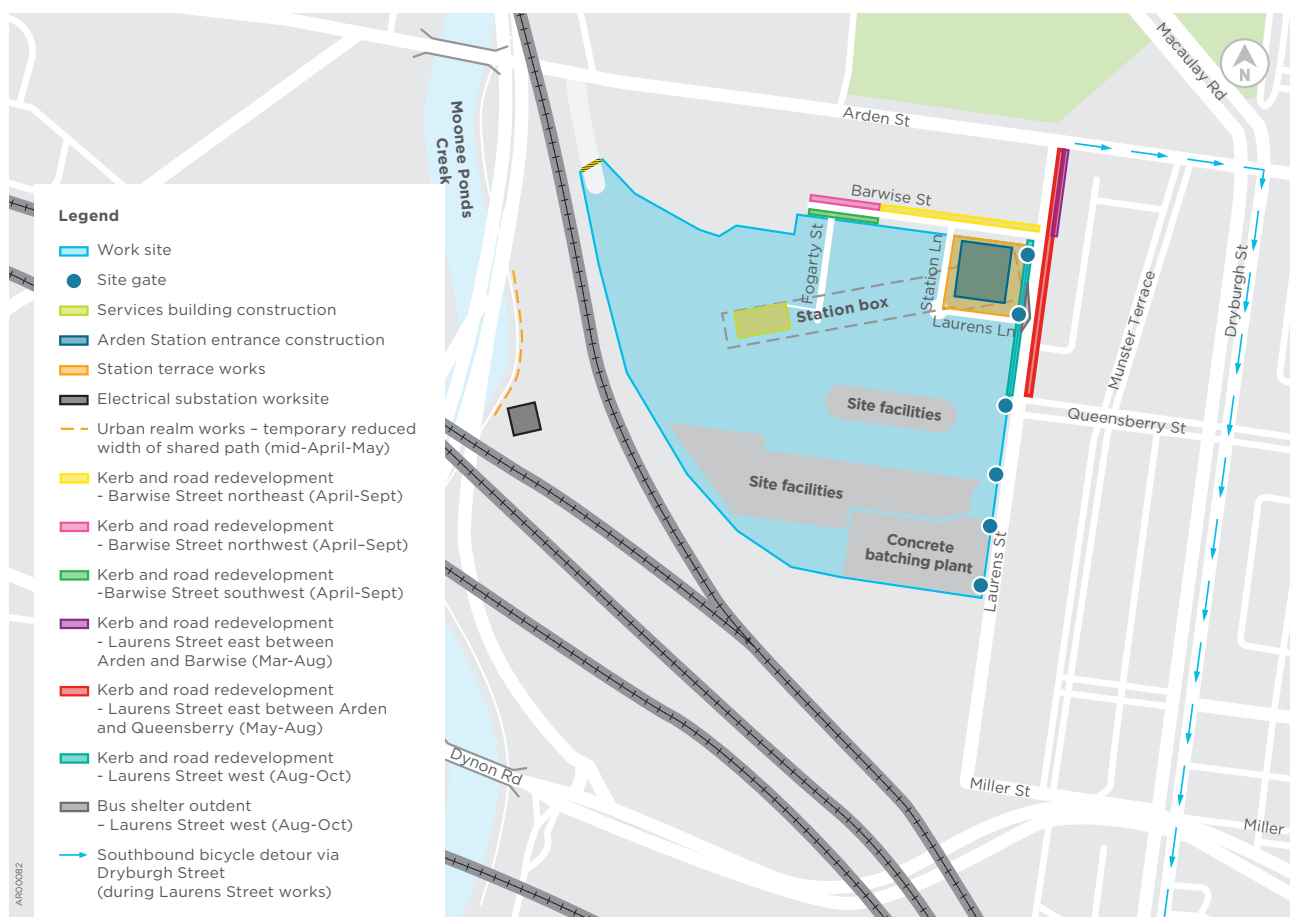 Macaulay Rd
N
Arden St
Moonee Ponds
Creek
Barwise St
Fogarty St
Station Ln
Station box
Laurens Ln
Munster Terrace
Dryburgh St
Site facilities
Queensberry St
Site facilities
Concrete
batching plant
Laurens St
Dynon Rd
Miller St
Miller
Legend
Work site
Site gate
Services building construction
Arden Station entrance construction
Station terrace works
Electrical substation worksite
Urban realm works – temporary reduced
width of shared path (mid-April-May)
Kerb and road redevelopment
- Barwise Street northeast (April-Sept)
Kerb and road redevelopment
- Barwise Street northwest (April–Sept)
Kerb and road redevelopment
-Barwise Street southwest (April-Sept)
Kerb and road redevelopment
- Laurens Street east between
Arden and Barwise (Mar-Aug)
Kerb and road redevelopment
- Laurens Street east between Arden
and Queensberry (May-Aug)
Kerb and road redevelopment
- Laurens Street west (Aug-Oct)
Bus shelter outdent
– Laurens Street west (Aug-Oct)
Southbound bicycle detour via
Dryburgh Street
(during Laurens Street works)
AR00082